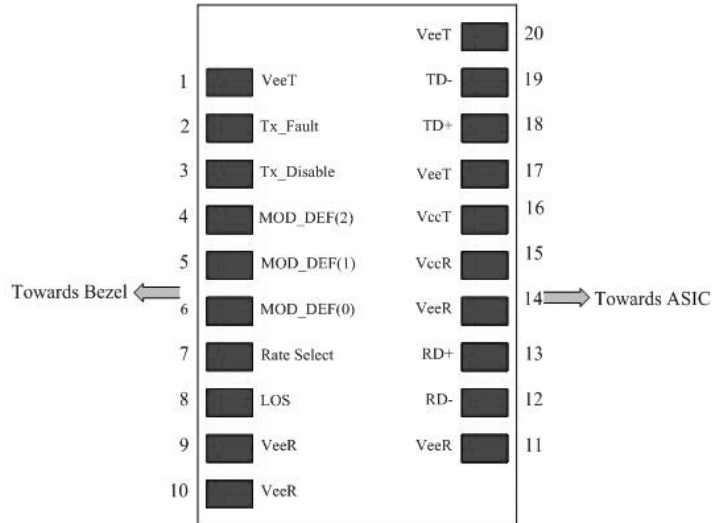 VeeT 20
1 VeeT TD- 19
2 Tx_Fault TD+ 18
3 Tx_Disable VeeT 17
4 MOD_DEF(2) VccT 16
5 MOD_DEF(1) VccR 15
Towards Bezel
6 MOD_DEF(0) VeeR 14
Towards ASIC
7 Rate Select RD+ 13
8 LOS RD- 12
9 VeeR VeeR 11
10 VeeR